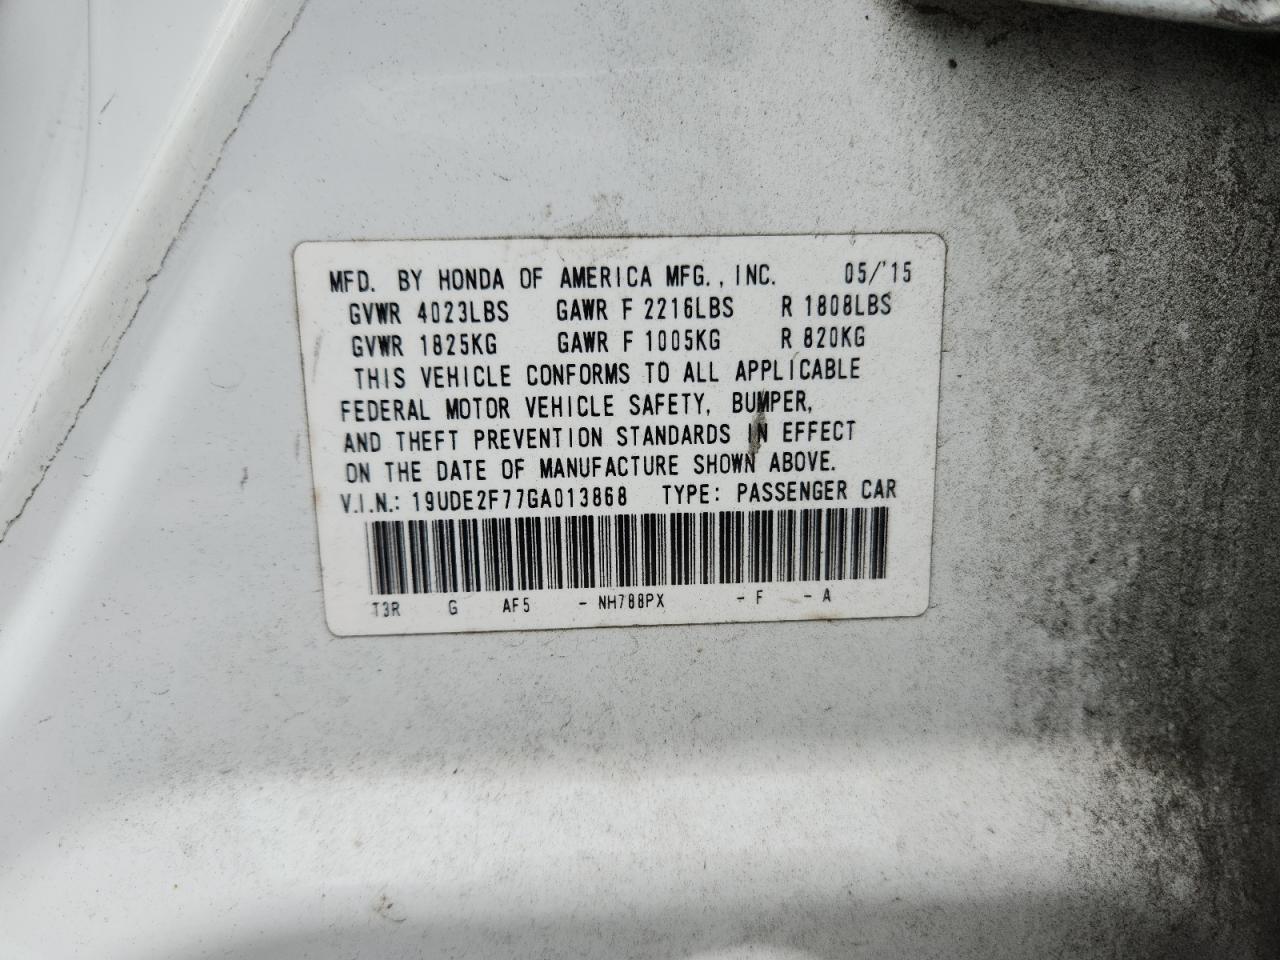 MFD. BY HONDA OF AMERICA MFG., INC. 05/'15
GVWR 4023LBS GAWR F 2216LBS R 1808LBS
GVWR 1825KG GAWR F 1005KG R 820KG
THIS VEHICLE CONFORMS TO ALL APPLICABLE
FEDERAL MOTOR VEHICLE SAFETY, BUMPER,
AND THEFT PREVENTION STANDARDS IN EFFECT
ON THE DATE OF MANUFACTURE SHOWN ABOVE.
V.I.N.: 19UDE2F77GA013868 TYPE: PASSENGER CAR
T3R G AF5 - NH788PX - F - A